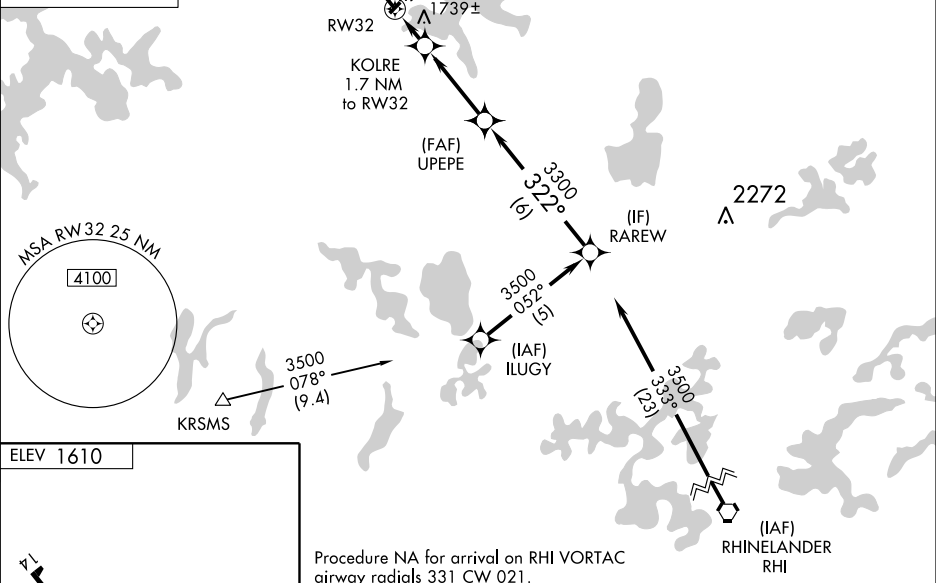 1739±
RW32
KOLRE
1.7 NM
to RW32
(FAF)
UPEPE
3300
322°
(6)
2272
(IF)
RAREW
MSA RW32 25 NM
4100
3500
052°
(5)
(IAF)
ILUGY
3500
078°
(9.4)
KRSMS
3500
333°
(23)
ELEV 1610
(IAF)
RHINELANDER
RHI
14
Procedure NA for arrival on RHI VORTAC
airway radials 331 CW 021.